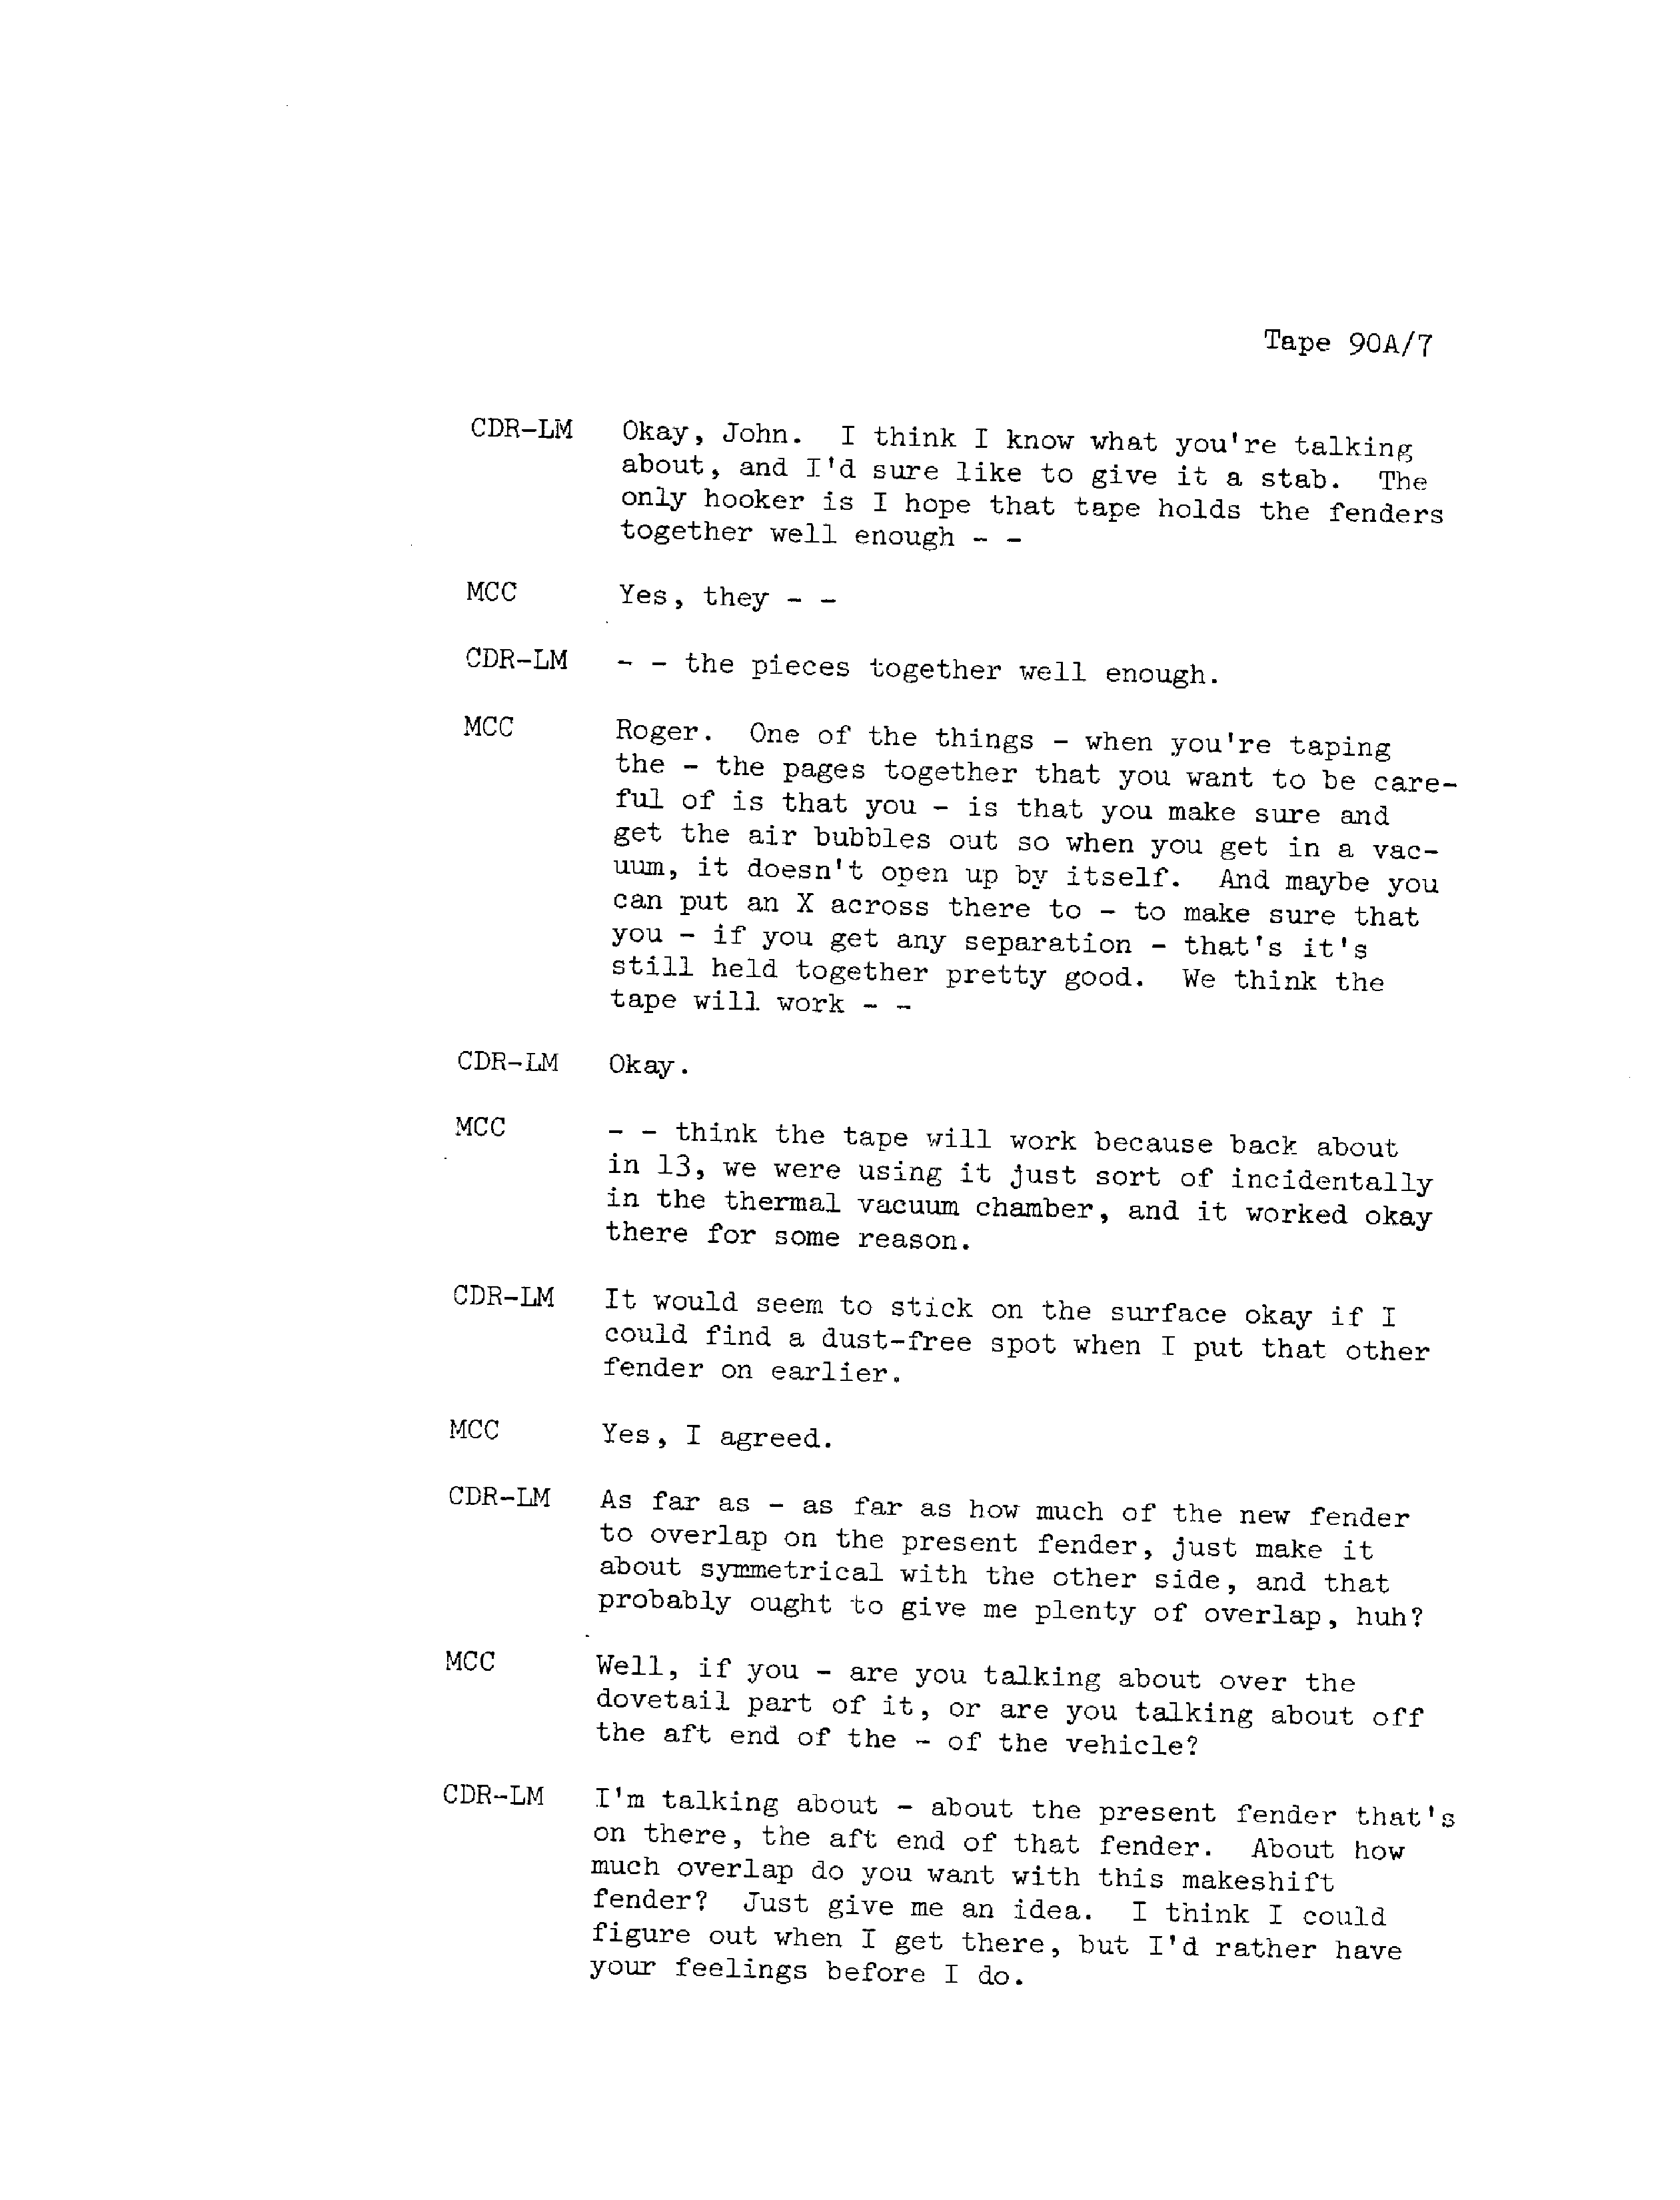 Tape 90A/7
CDR-LM Okay, John. I think I know what you're talking
about, and I'd sure like to give it a stab. The
only hooker is I hope that tape holds the fenders
together well enough - -
MCC Yes, they - -
CDR-LM - - the pieces together well enough.
MCC Roger. One of the things - when you're taping
the - the pages together that you want to be care-
ful of is that you - is that you make sure and
get the air bubbles out so when you get in a vac-
uum, it doesn't open up by itself. And maybe you
can put an X across there to - to make sure that
you - if you get any separation - that's it's
still held together pretty good. We think the
tape will work - -
CDR-LM Okay.
MCC - - think the tape will work because back about
in 13, we were using it just sort of incidentally
in the thermal vacuum chamber, and it worked okay
there for some reason.
CDR-LM It would seem to stick on the surface okay if I
could find a dust-free spot when I put that other
fender on earlier.
MCC Yes, I agreed.
CDR-LM As far as - as far as how much of the new fender
to overlap on the present fender, just make it
about symmetrical with the other side, and that
probably ought to give me plenty of overlap, huh?
MCC Well, if you - are you talking about over the
dovetail part of it, or are you talking about off
the aft end of the - of the vehicle?
CDR-LM I'm talking about - about the present fender that's
on there, the aft end of that fender. About how
much overlap do you want with this makeshift
fender? Just give me an idea. I think I could
figure out when I get there, but I'd rather have
your feelings before I do.